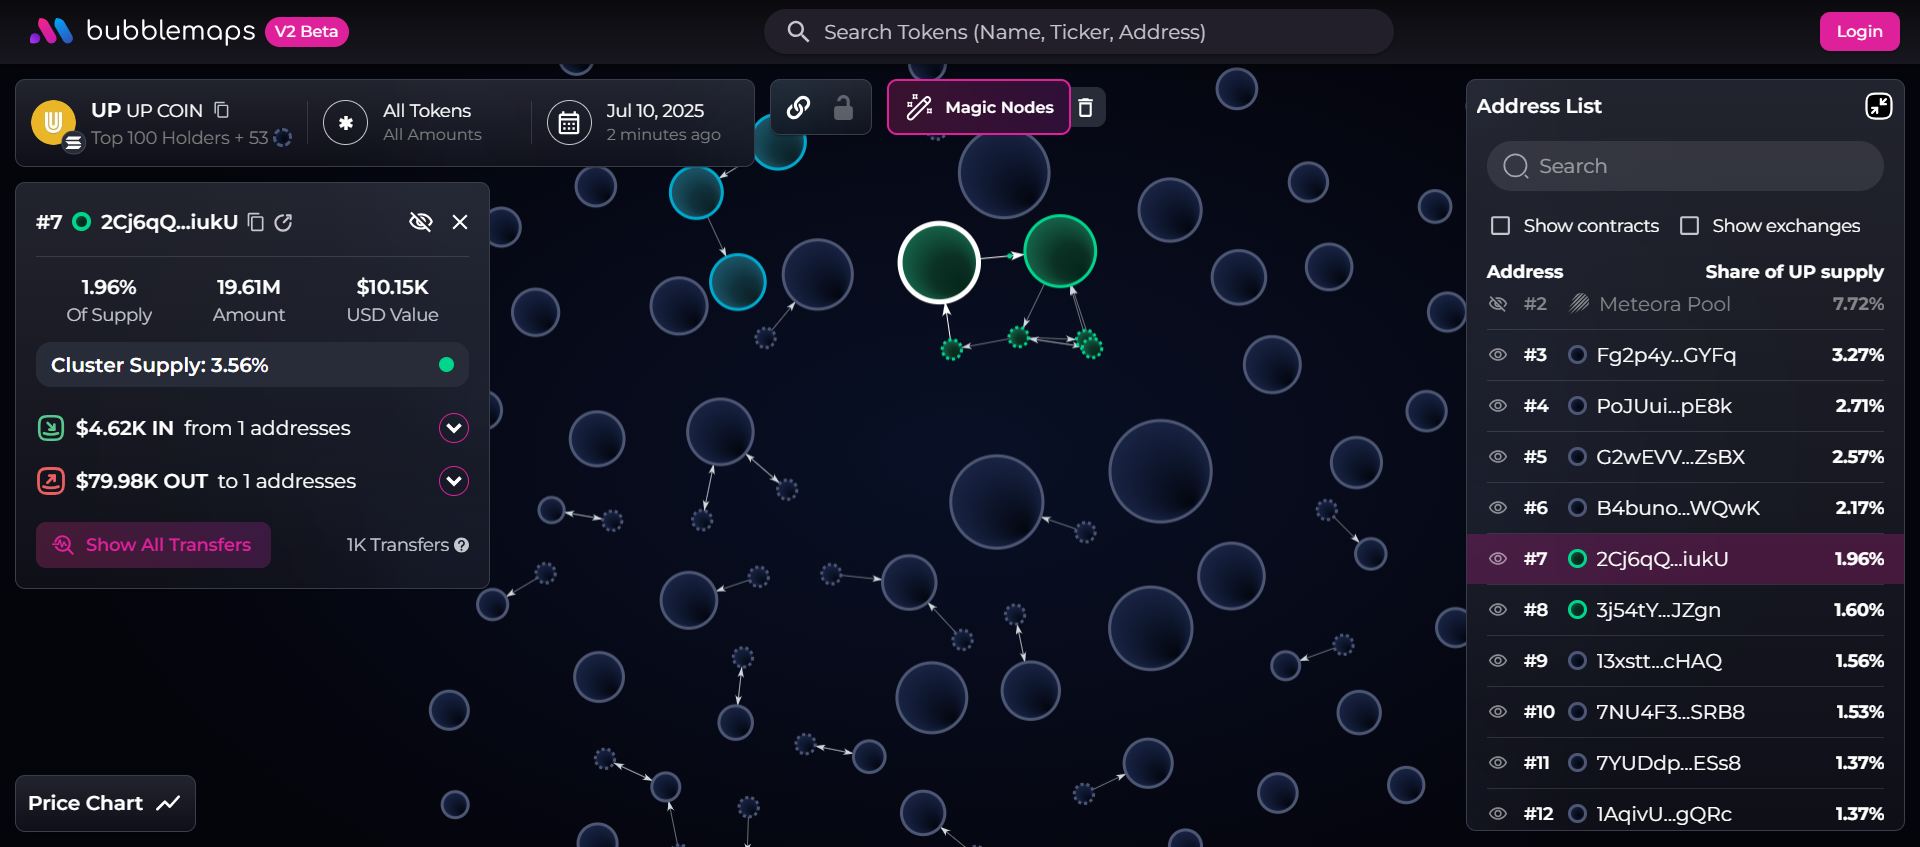 bubblemaps V2 Beta
Search Tokens (Name, Ticker, Address)
Login
UP UP COIN
Top 100 Holders + 53
All Tokens
All Amounts
Jul 10, 2025
2 minutes ago
Magic Nodes
#7 2Cj6qQ...iukU
1.96% 19.61M $10.15K
Of Supply Amount USD Value
Cluster Supply: 3.56%
$4.62K IN from 1 addresses
$79.98K OUT to 1 addresses
Show All Transfers 1K Transfers
Price Chart
Address List
Search
Show contracts Show exchanges
Address Share of UP supply
#2 Meteora Pool 7.72%
#3 Fg2p4y...GYFq 3.27%
#4 PoJUui...pE8k 2.71%
#5 G2wEVV...ZsBX 2.57%
#6 B4buno...WQwK 2.17%
#7 2Cj6qQ...iukU 1.96%
#8 3j54tY...JZgn 1.60%
#9 13xstt...cHAQ 1.56%
#10 7NU4F3...SRB8 1.53%
#11 7YUDdp...ESs8 1.37%
#12 1AqivU...gQRc 1.37%